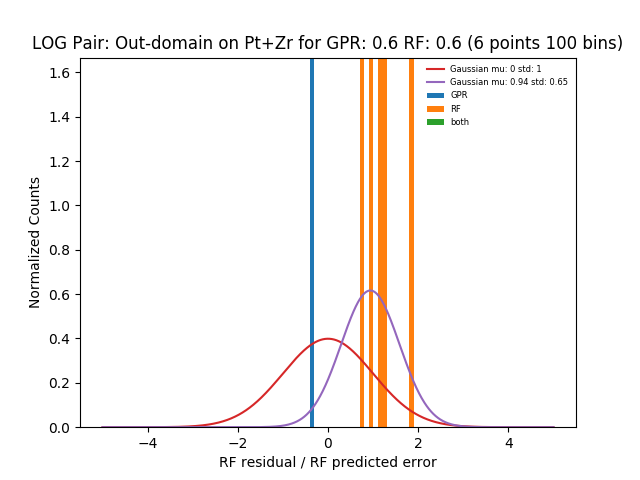 LOG Pair: Out-domain on Pt+Zr for GPR: 0.6 RF: 0.6 (6 points 100 bins)
Gaussian mu: 0 std: 1
Gaussian mu: 0.94 std: 0.65
GPR
RF
both
Normalized Counts
1.6
1.4
1.2
1.0
0.8
0.6
0.4
0.2
0.0
−4
−2
0
2
4
RF residual / RF predicted error